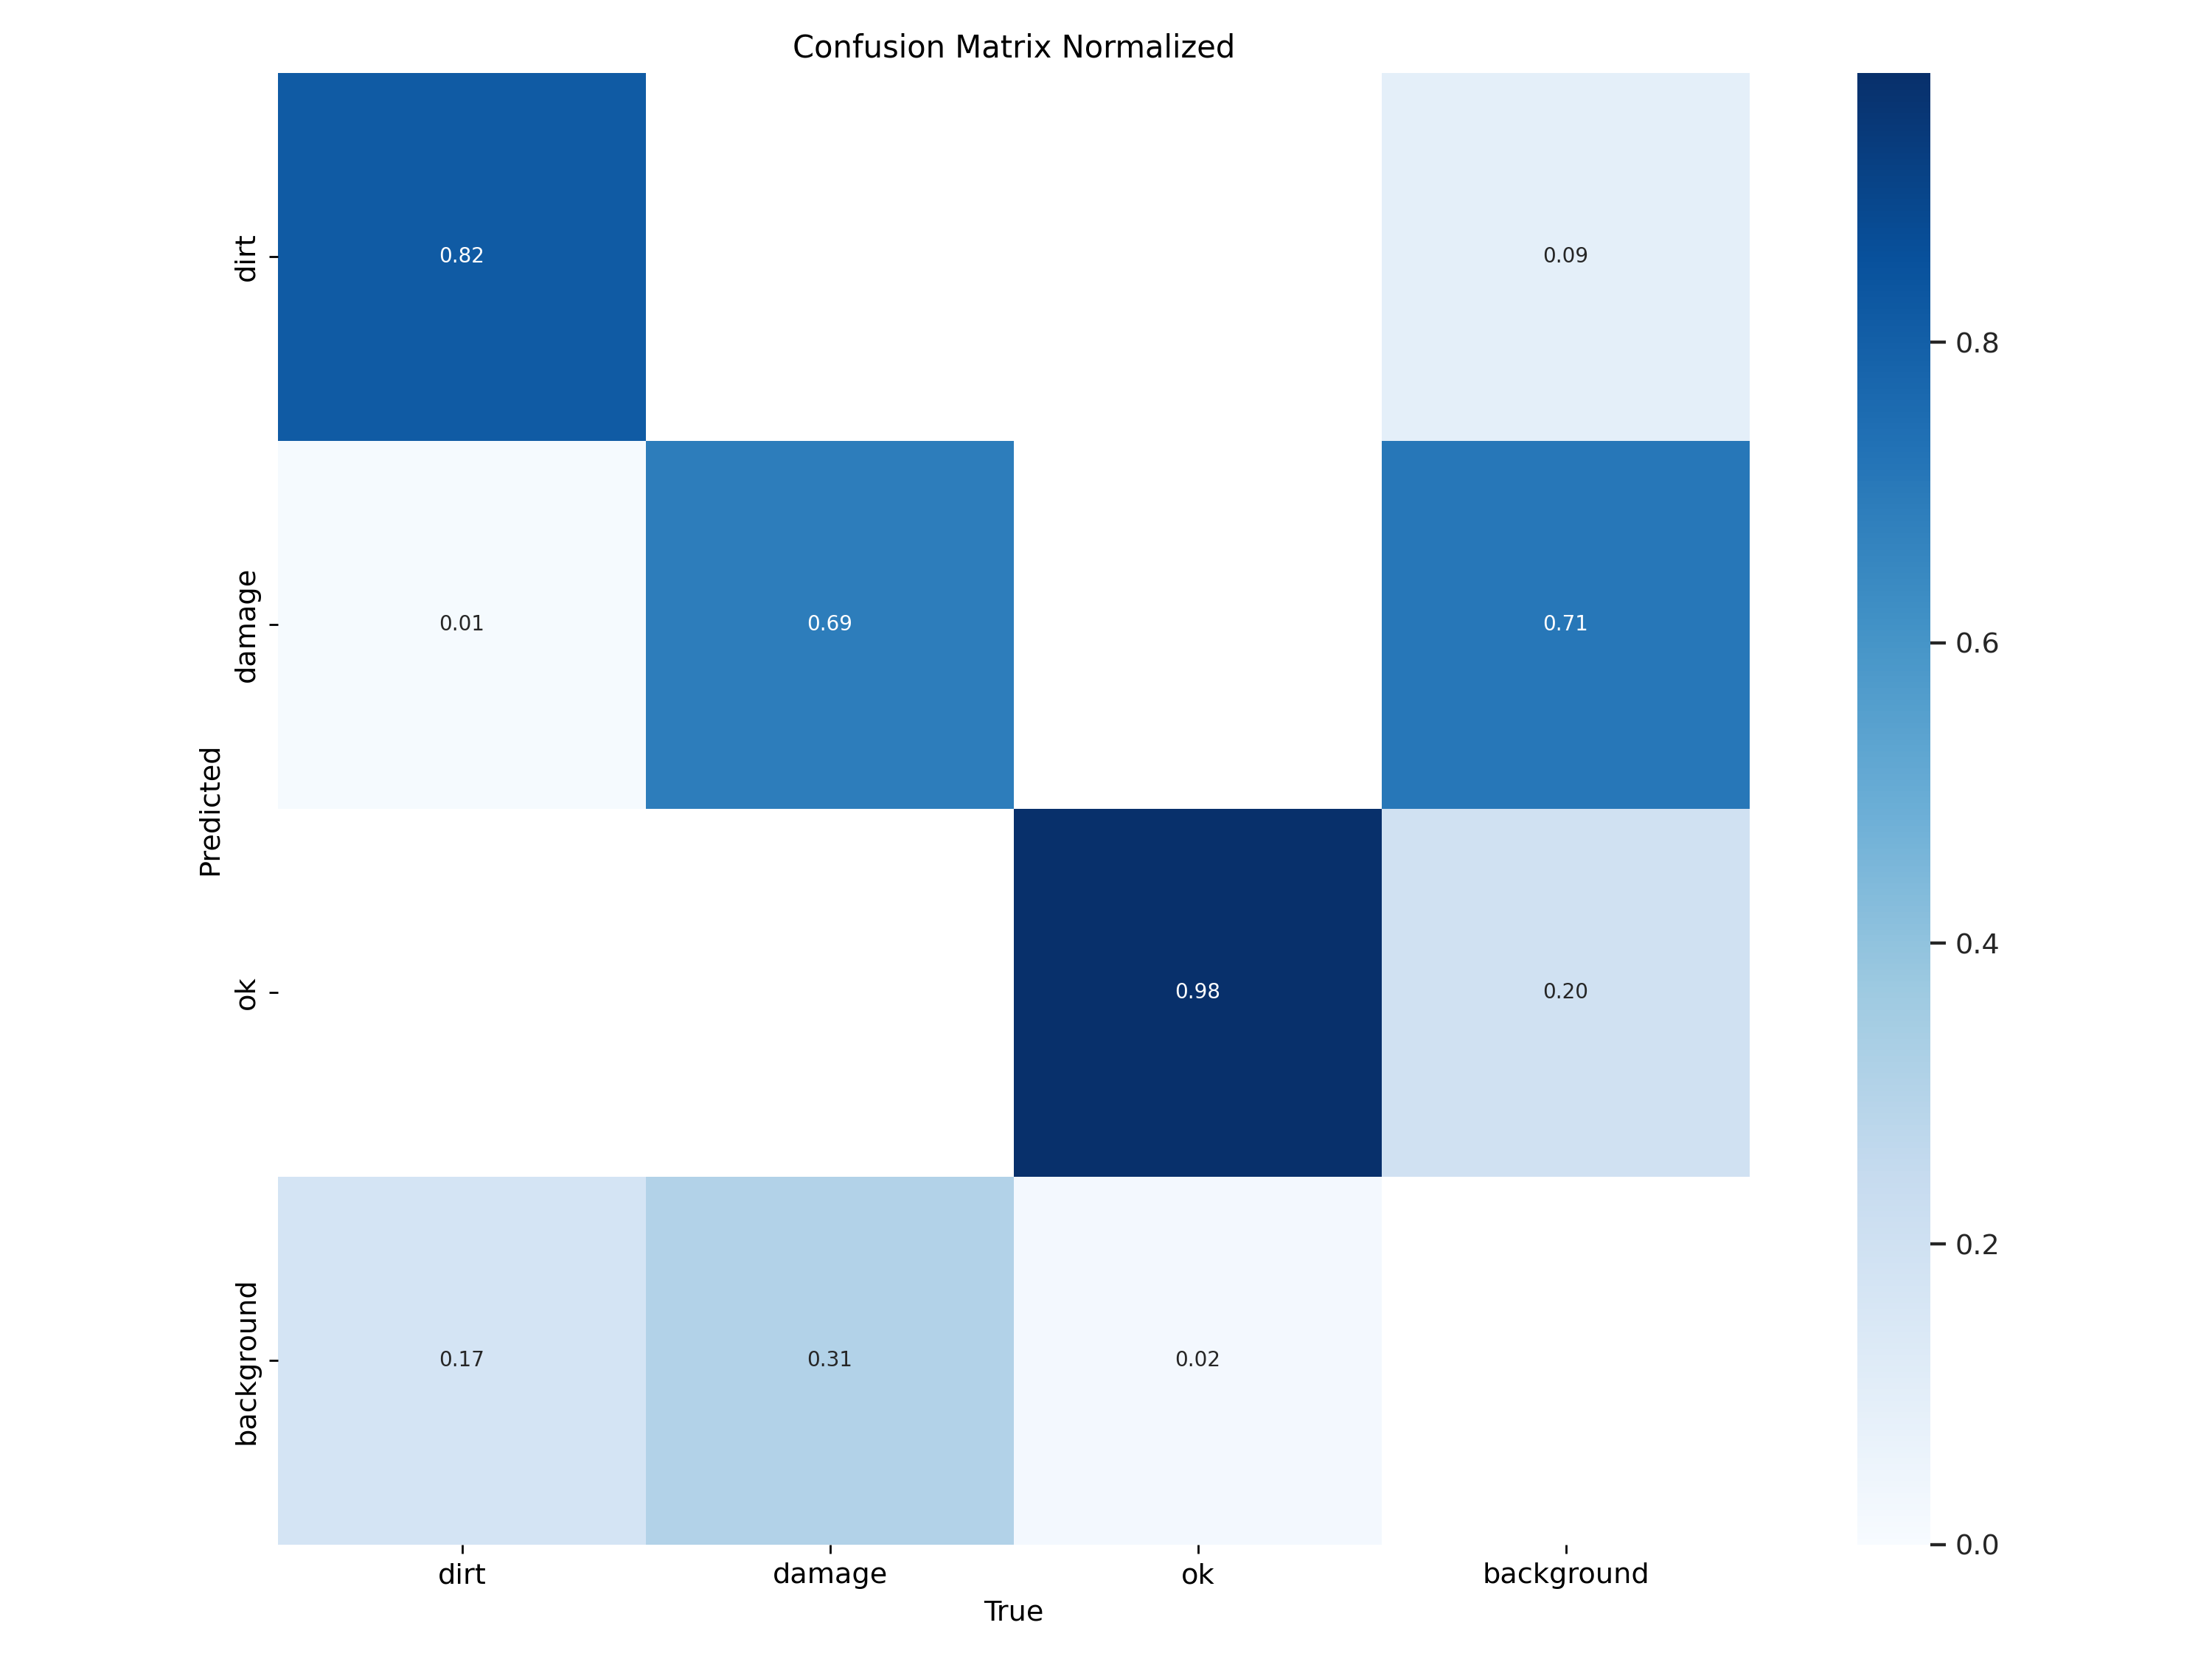 Confusion Matrix Normalized
dirt
0.82
0.09
0.8
damage
0.01
0.69
0.71
0.6
Predicted
ok
0.98
0.20
0.4
background
0.17
0.31
0.02
0.2
0.0
dirt
damage
ok
background
True